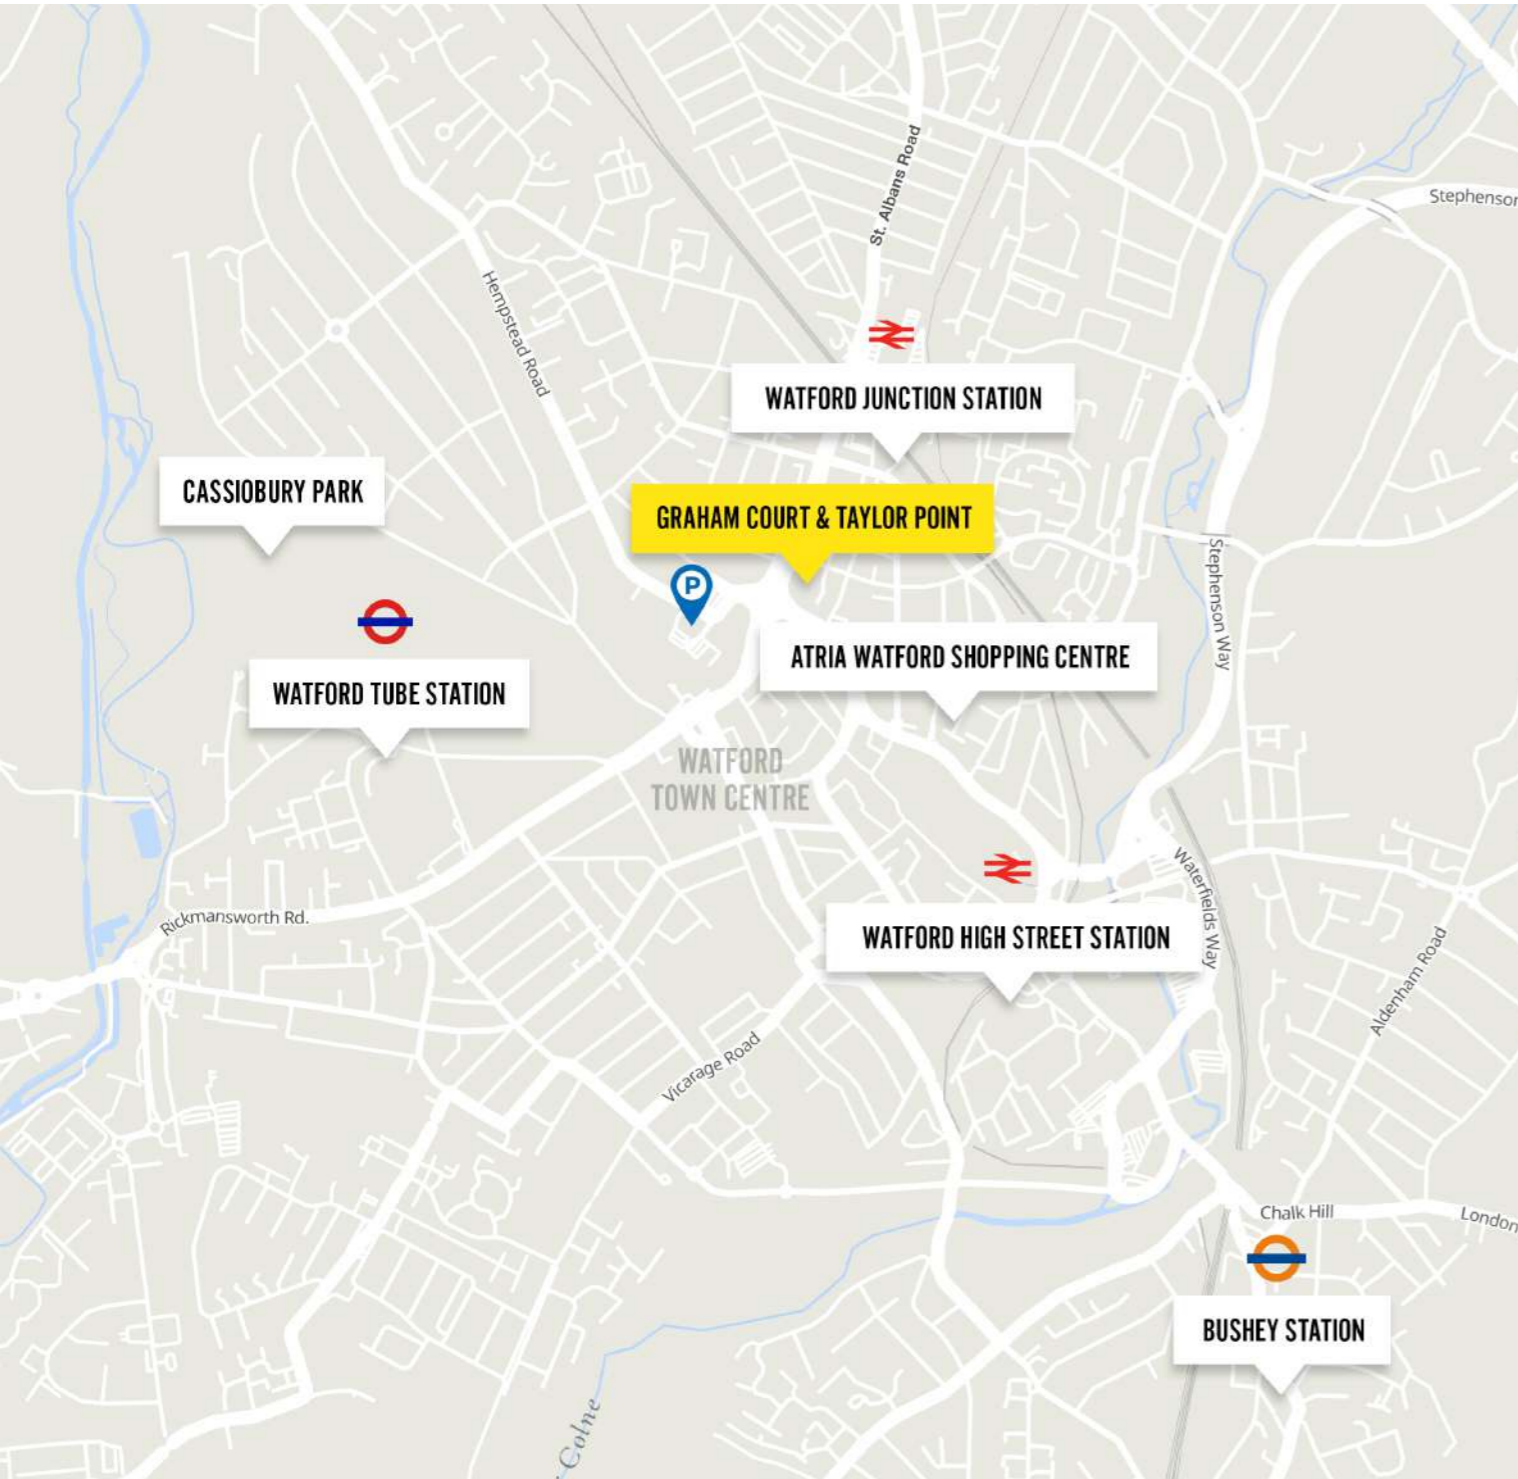 St. Albans Road
Stephenson
Hempstead Road
WATFORD JUNCTION STATION
CASSIOBURY PARK
GRAHAM COURT & TAYLOR POINT
P
Stephenson Way
ATRIA WATFORD SHOPPING CENTRE
WATFORD TUBE STATION
WATFORD
TOWN CENTRE
Waterfields Way
Rickmansworth Rd.
WATFORD HIGH STREET STATION
Aldenham Road
Vicarage Road
Chalk Hill
London
BUSHEY STATION
Colne